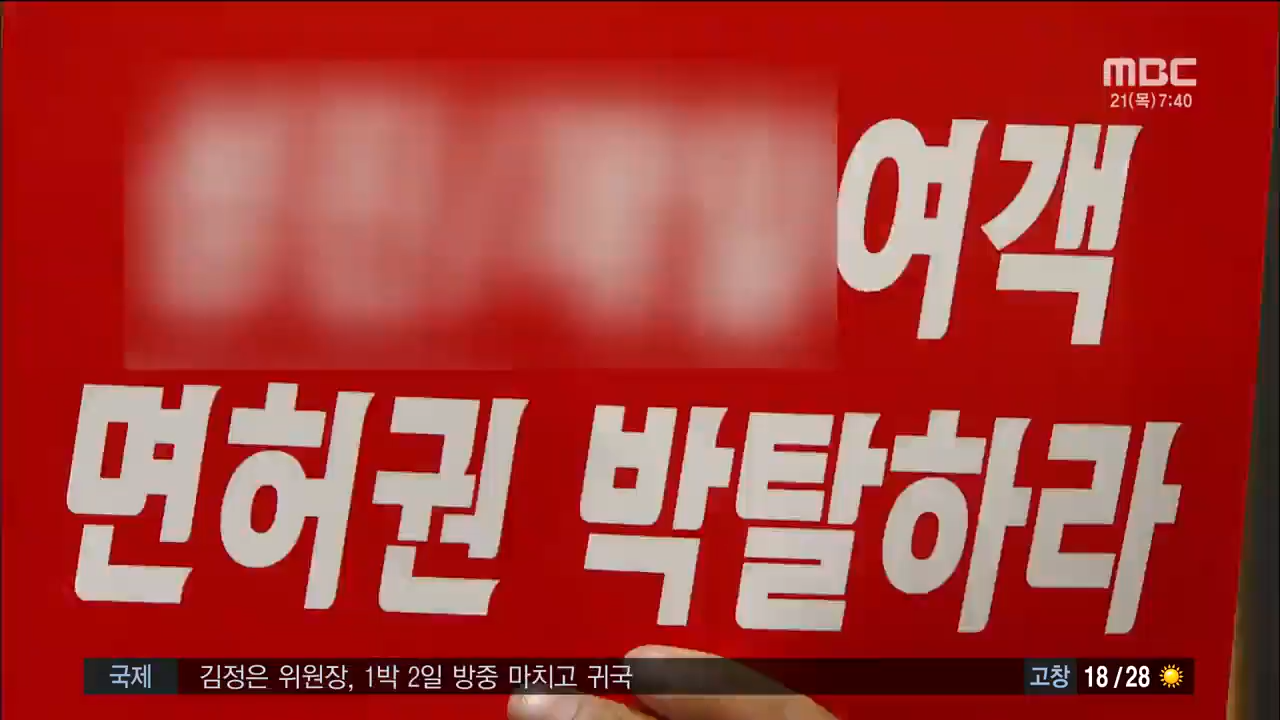 MBC
21(목)7:40
여객
면허권 박탈하라
국제 김정은 위원장, 1박 2일 방중 마치고 귀국 고창 18/28